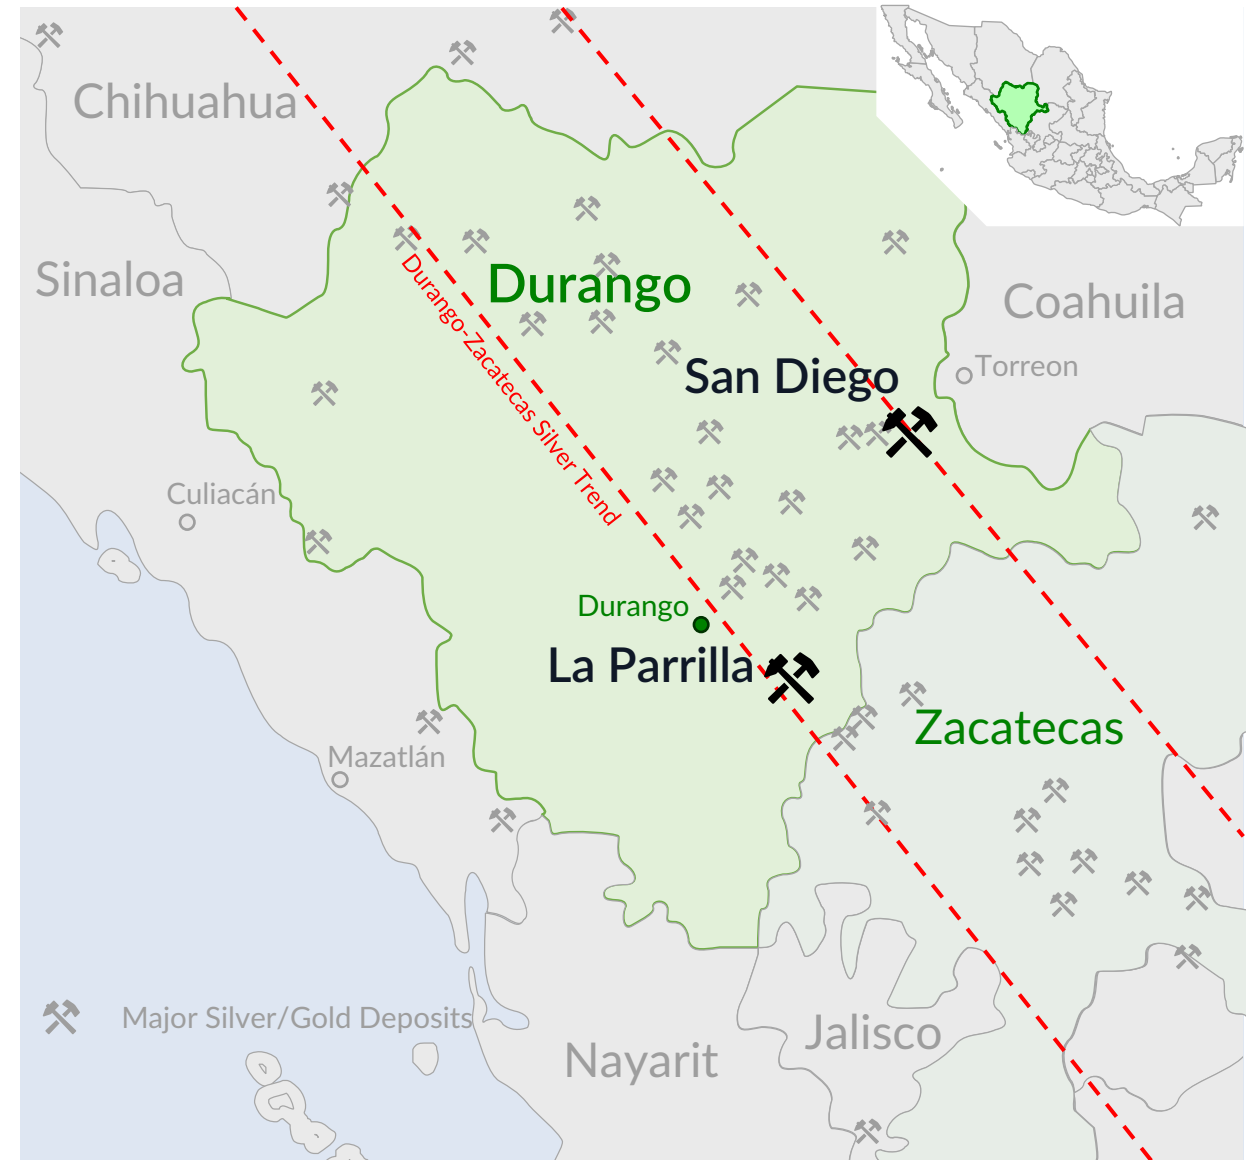 Chihuahua
Sinaloa
Durango
Coahuila
Durango-Zacatecas Silver Trend
San Diego
Torreon
Culiacán
Durango
La Parrilla
Zacatecas
Mazatlán
Major Silver/Gold Deposits
Jalisco
Nayarit